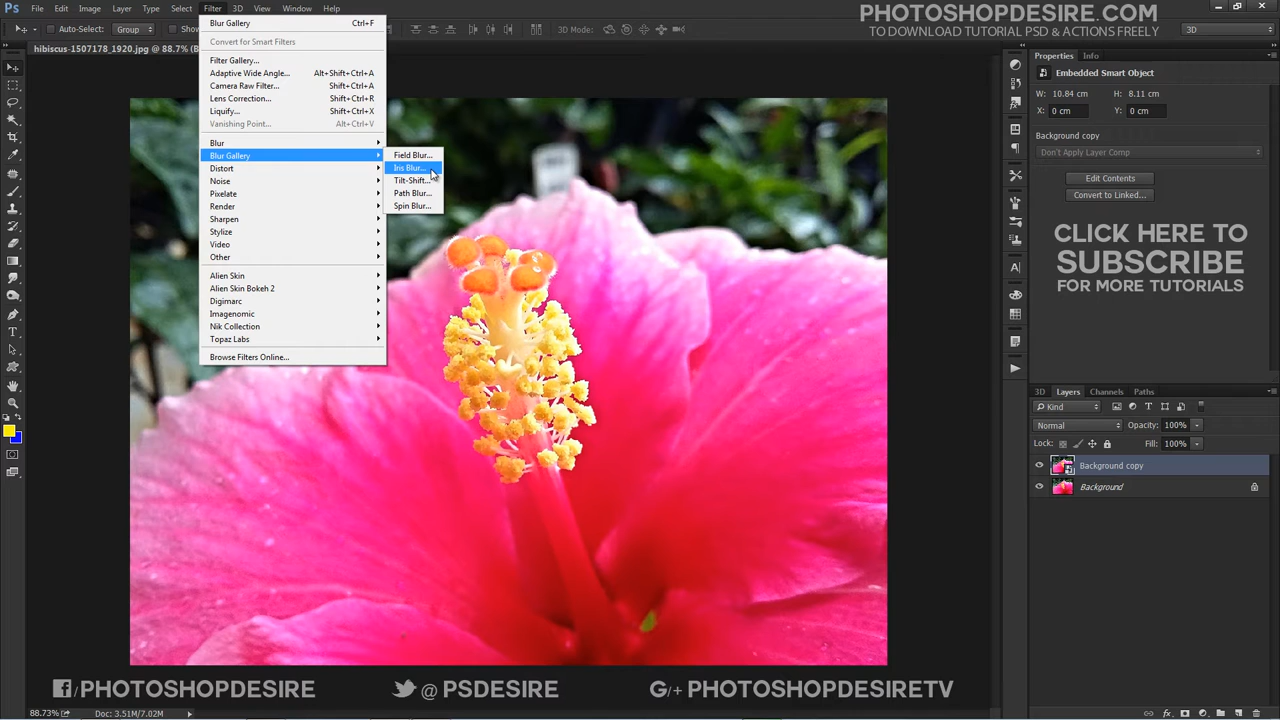 Ps File Edit Image Layer Type Select Filter 3D View Window Help
PHOTOSHOPDESIRE.COM
TO DOWNLOAD TUTORIAL PSD & ACTIONS FREELY
Auto-Select: Group Show 3D Mode: 3D
hibiscus-1507178_1920.jpg @ 88.7% (B
Blur Gallery Ctrl+F
Convert for Smart Filters
Filter Gallery...
Adaptive Wide Angle... Alt+Shift+Ctrl+A
Camera Raw Filter... Shift+Ctrl+A
Lens Correction... Shift+Ctrl+R
Liquify... Shift+Ctrl+X
Vanishing Point... Alt+Ctrl+V
Blur
Blur Gallery
Distort
Noise
Pixelate
Render
Sharpen
Stylize
Video
Other
Alien Skin
Alien Skin Bokeh 2
Digimarc
Imagenomic
Nik Collection
Topaz Labs
Browse Filters Online...
Field Blur...
Iris Blur...
Tilt-Shift...
Path Blur...
Spin Blur...
Properties Info
Embedded Smart Object
W: 10.84 cm H: 8.11 cm
X: 0 cm Y: 0 cm
Background copy
Don't Apply Layer Comp
Edit Contents
Convert to Linked...
CLICK HERE TO
SUBSCRIBE
FOR MORE TUTORIALS
3D Layers Channels Paths
Kind
Normal Opacity: 100%
Lock: Fill: 100%
Background copy
Background
/PHOTOSHOPDESIRE @ PSDESIRE G+/+ PHOTOSHOPDESIRETV
88.73% Doc: 3.51M/7.02M